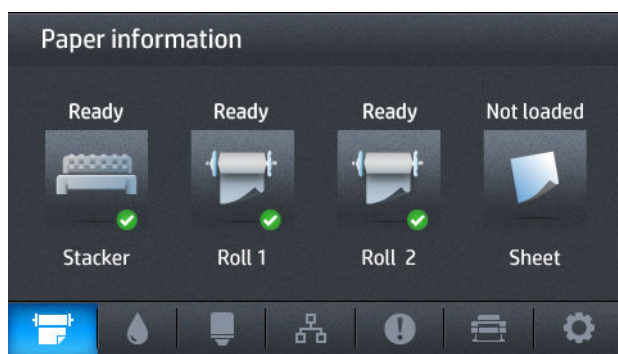 Paper information
Ready Ready Ready Not loaded
Stacker Roll 1 Roll 2 Sheet